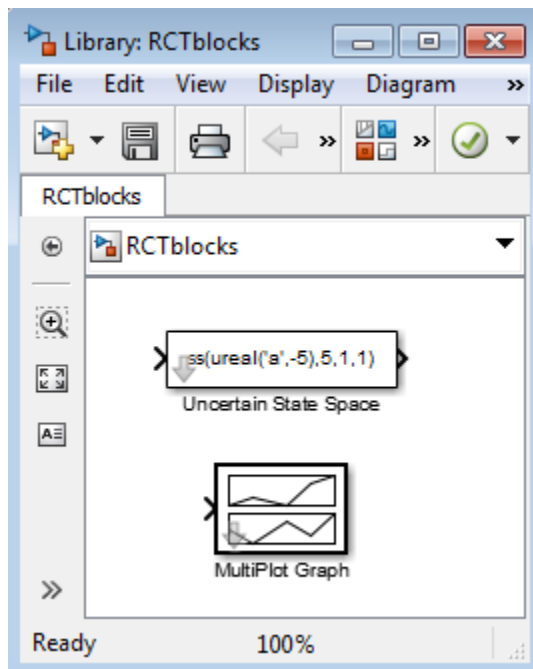 Library: RCTblocks
File Edit View Display Diagram »
» »
RCTblocks
RCTblocks
ss(ureal('a',-5),5,1,1)
Uncertain State Space
MultiPlot Graph
»
Ready 100%